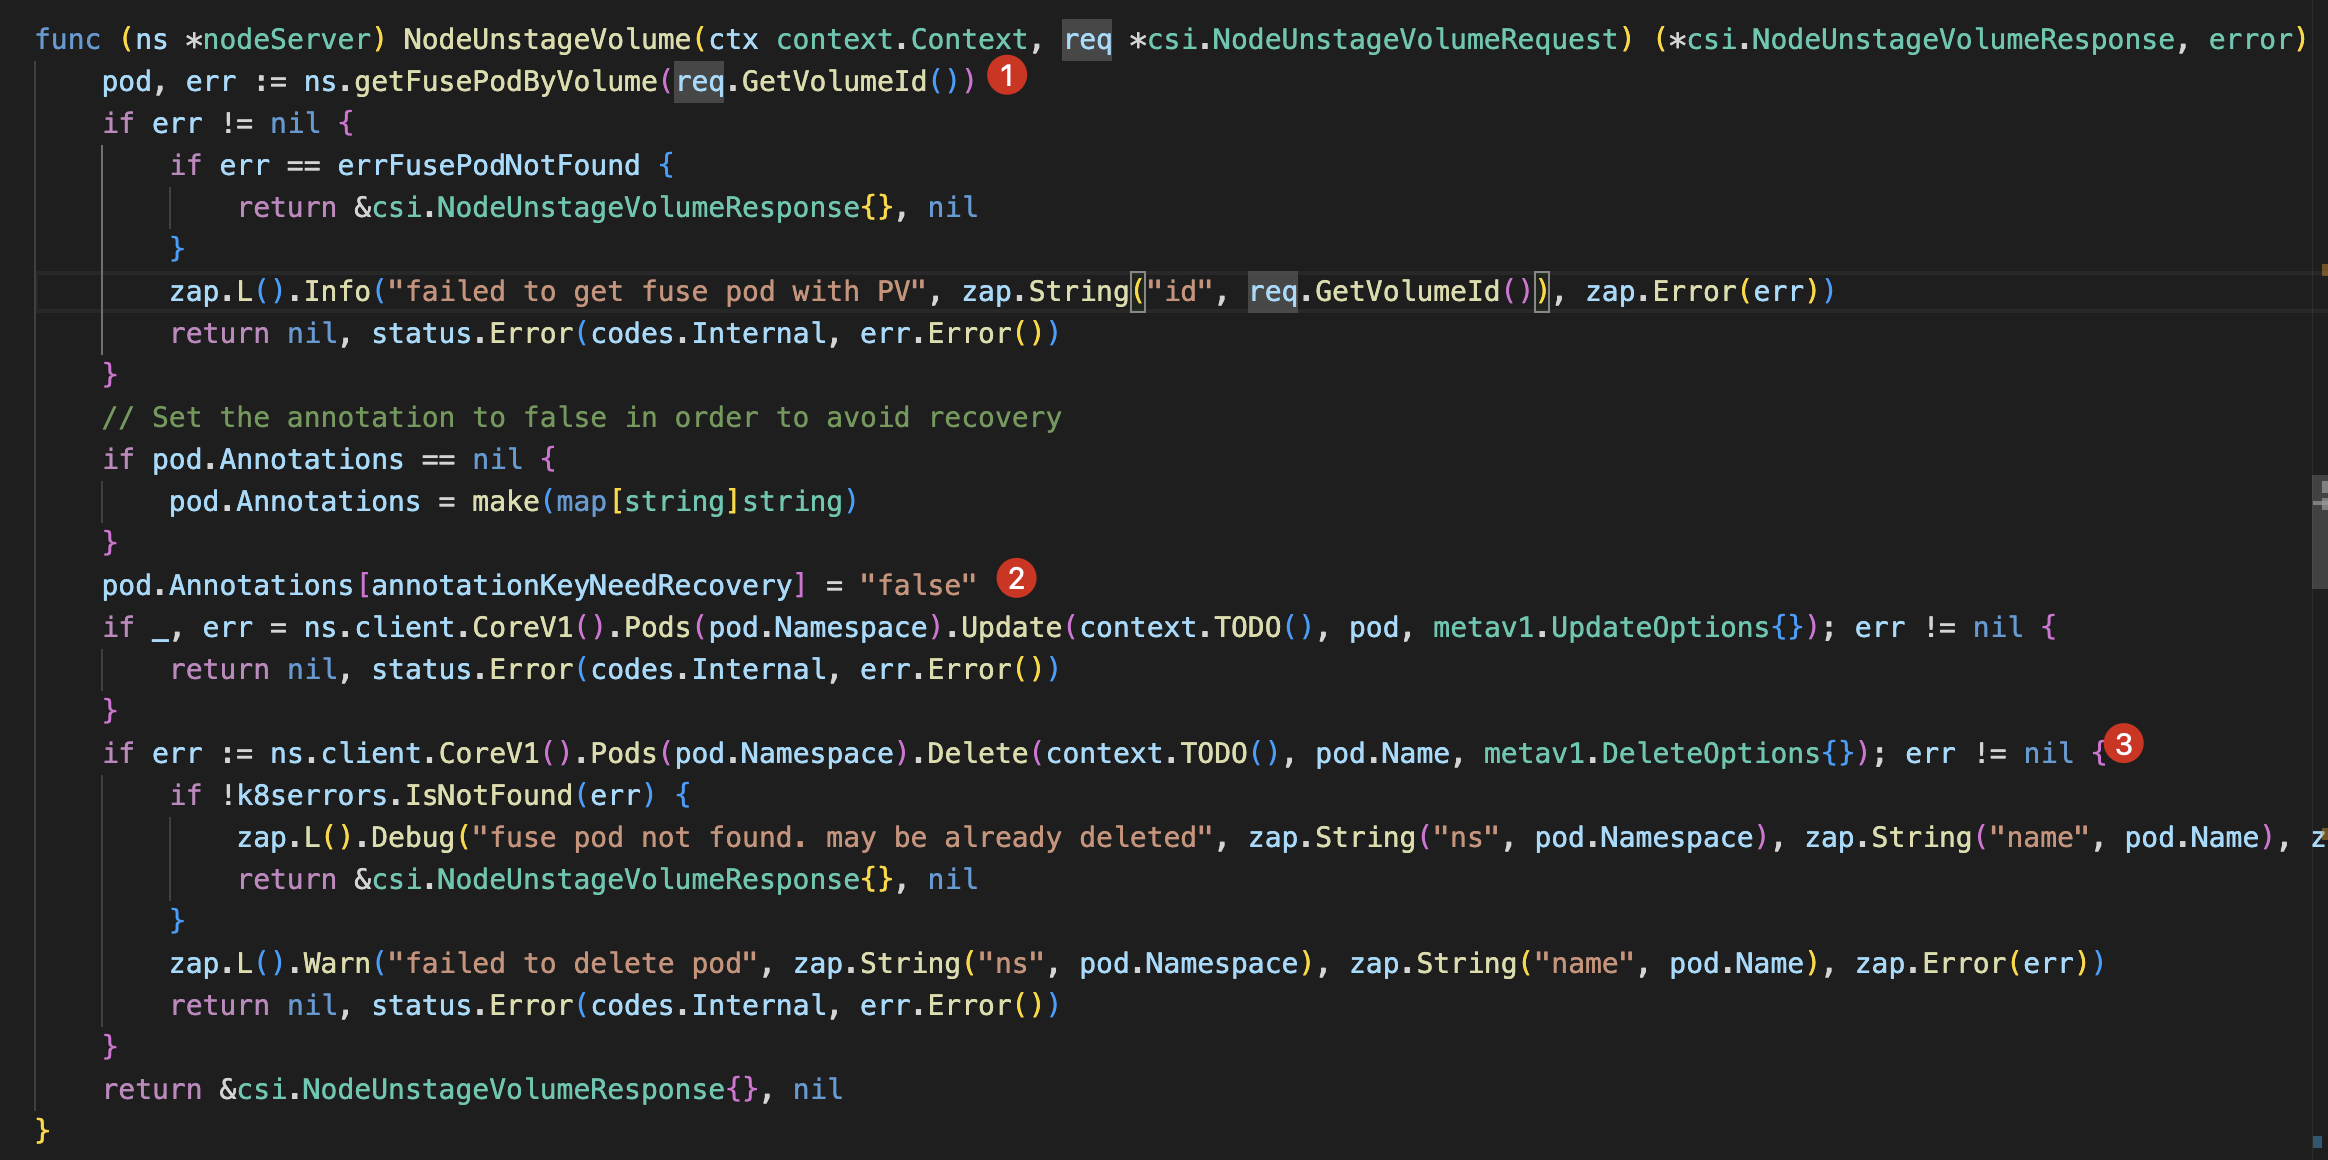 func (ns *nodeServer) NodeUnstageVolume(ctx context.Context, req *csi.NodeUnstageVolumeRequest) (*csi.NodeUnstageVolumeResponse, error)
    pod, err := ns.getFusePodByVolume(req.GetVolumeId()) 1
    if err != nil {
        if err == errFusePodNotFound {
            return &csi.NodeUnstageVolumeResponse{}, nil
        }
        zap.L().Info("failed to get fuse pod with PV", zap.String("id", req.GetVolumeId()), zap.Error(err))
        return nil, status.Error(codes.Internal, err.Error())
    }
    // Set the annotation to false in order to avoid recovery
    if pod.Annotations == nil {
        pod.Annotations = make(map[string]string)
    }
    pod.Annotations[annotationKeyNeedRecovery] = "false" 2
    if _, err = ns.client.CoreV1().Pods(pod.Namespace).Update(context.TODO(), pod, metav1.UpdateOptions{}); err != nil {
        return nil, status.Error(codes.Internal, err.Error())
    }
    if err := ns.client.CoreV1().Pods(pod.Namespace).Delete(context.TODO(), pod.Name, metav1.DeleteOptions{}); err != nil { 3
        if !k8serrors.IsNotFound(err) {
            zap.L().Debug("fuse pod not found. may be already deleted", zap.String("ns", pod.Namespace), zap.String("name", pod.Name), z
            return &csi.NodeUnstageVolumeResponse{}, nil
        }
        zap.L().Warn("failed to delete pod", zap.String("ns", pod.Namespace), zap.String("name", pod.Name), zap.Error(err))
        return nil, status.Error(codes.Internal, err.Error())
    }
    return &csi.NodeUnstageVolumeResponse{}, nil
}